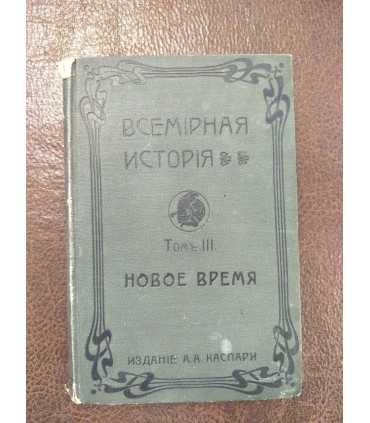 ВСЕМІРНАЯ
ИСТОРІЯ
Томъ III.
НОВОЕ ВРЕМЯ
ИЗДАНІЕ А.А. КАСПАРИ